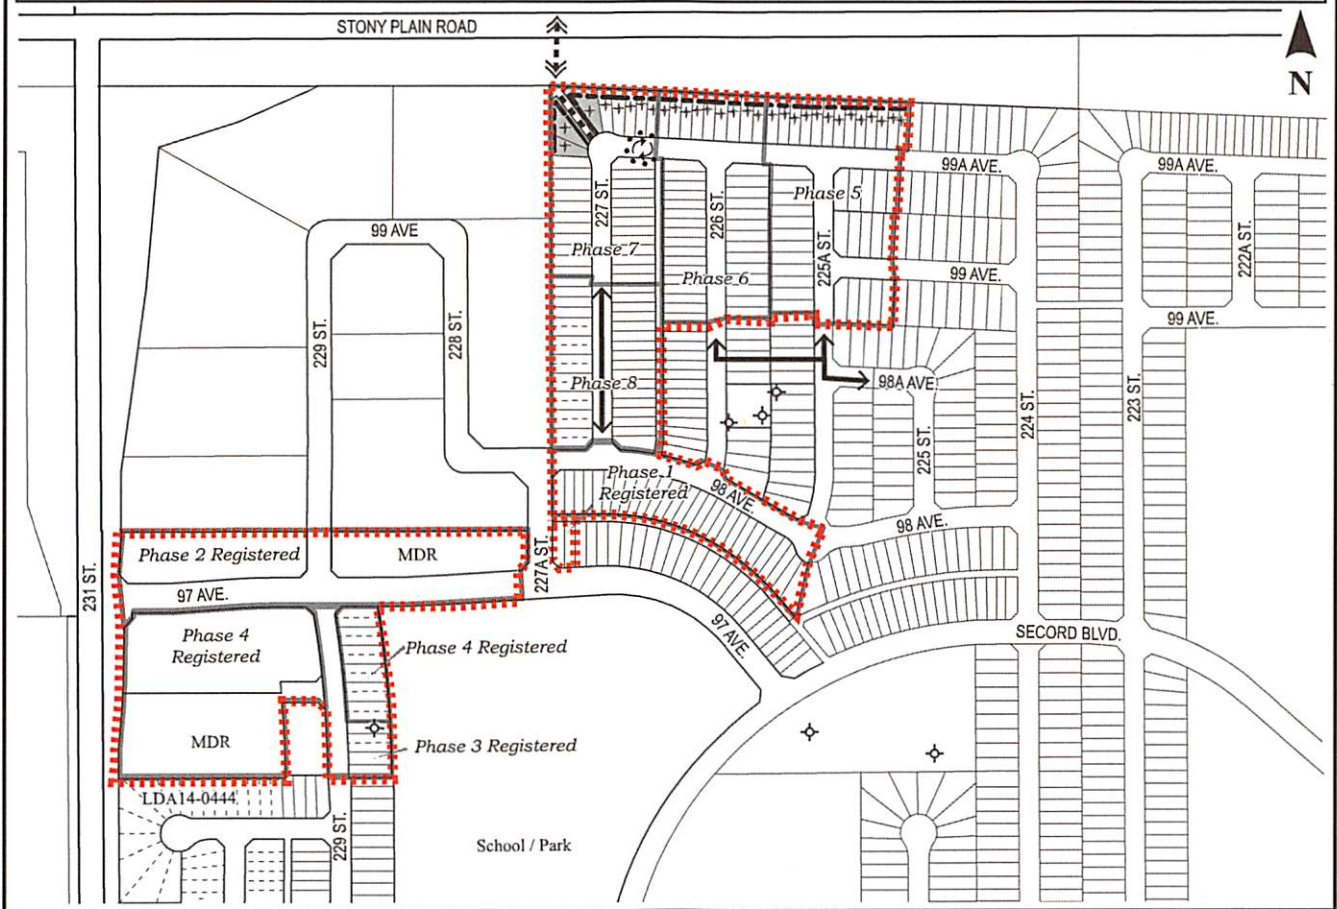 STONY PLAIN ROAD
N
99A AVE.
99A AVE.
227 ST.
226 ST.
Phase 5
225A ST.
222A ST.
99 AVE
Phase 7
Phase 6
99 AVE.
99 AVE.
229 ST.
228 ST.
Phase 8
98A AVE
224 ST.
223 ST.
225 ST.
Phase 1
Registered
98 AVE.
98 AVE.
Phase 2 Registered
MDR
227A ST.
231 ST.
97 AVE.
Phase 4
Registered
Phase 4 Registered
97 AVE.
SECORD BLVD.
MDR
Phase 3 Registered
LDA14-0444
229 ST.
School / Park